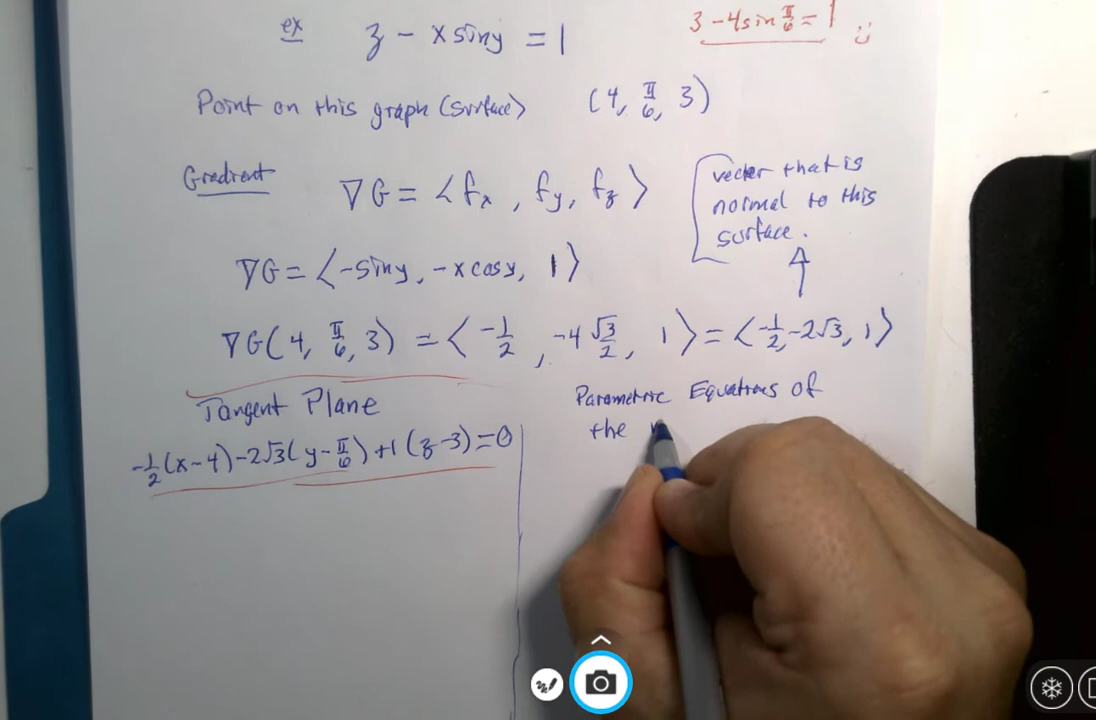 ex z - x sin y = 1
3 - 4 sin π/6 = 1
Point on this graph (surface) (4, π/6, 3)
Gradient ∇G = <fx, fy, fz>
vector that is
normal to this
surface.
∇G = <-sin y, -x cos y, 1>
∇G(4, π/6, 3) = <-1/2, -4 √3/2, 1> = <-1/2, -2√3, 1>
Tangent Plane
-1/2(x-4) - 2√3(y - π/6) + 1(z-3) = 0
Parametric Equations of
the